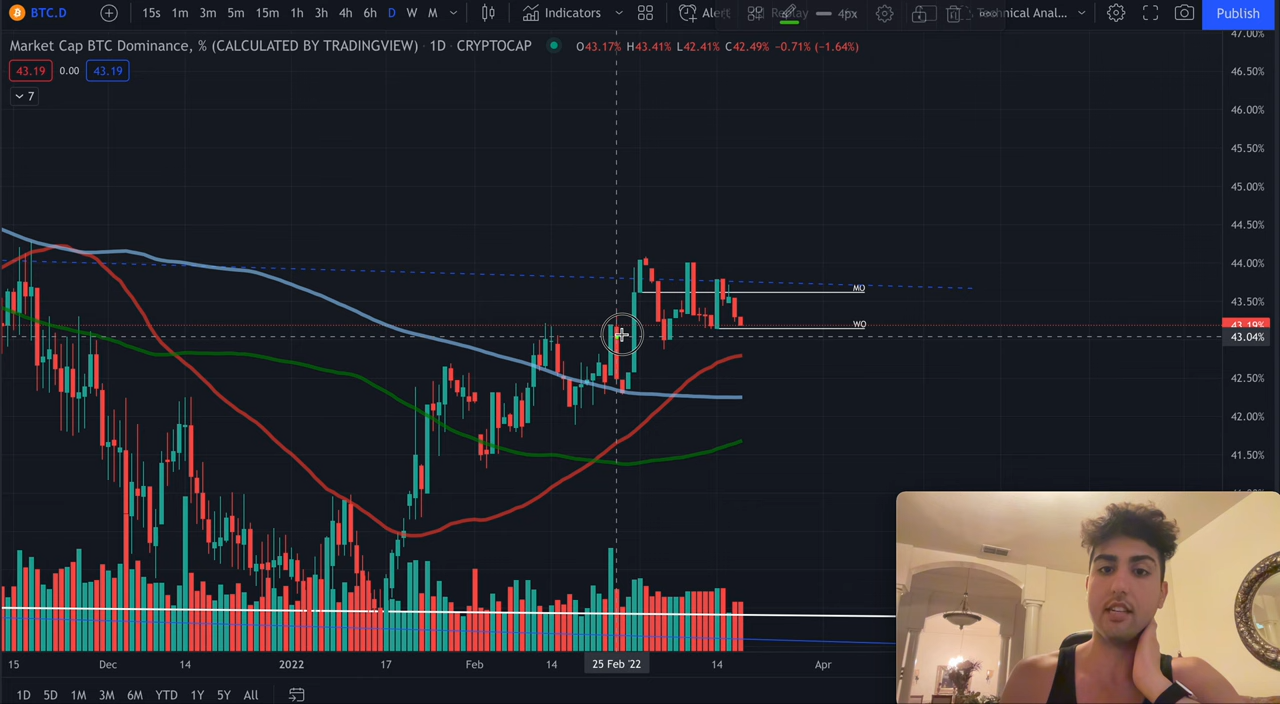 BTC.D 15s 1m 3m 5m 15m 1h 3h 4h 6h D W M Indicators Alert Replay 4px Technical Anal... Publish
Market Cap BTC Dominance, % (CALCULATED BY TRADINGVIEW) · 1D · CRYPTOCAP O43.17% H43.41% L42.41% C42.49% −0.71% (−1.64%)
43.19 0.00 43.19
7
47.00%
46.50%
46.00%
45.50%
45.00%
44.50%
44.00%
MO
43.50%
WO
43.19%
43.04%
42.50%
42.00%
41.50%
15 Dec 14 2022 17 Feb 14 25 Feb '22 14 Apr
1D 5D 1M 3M 6M YTD 1Y 5Y All